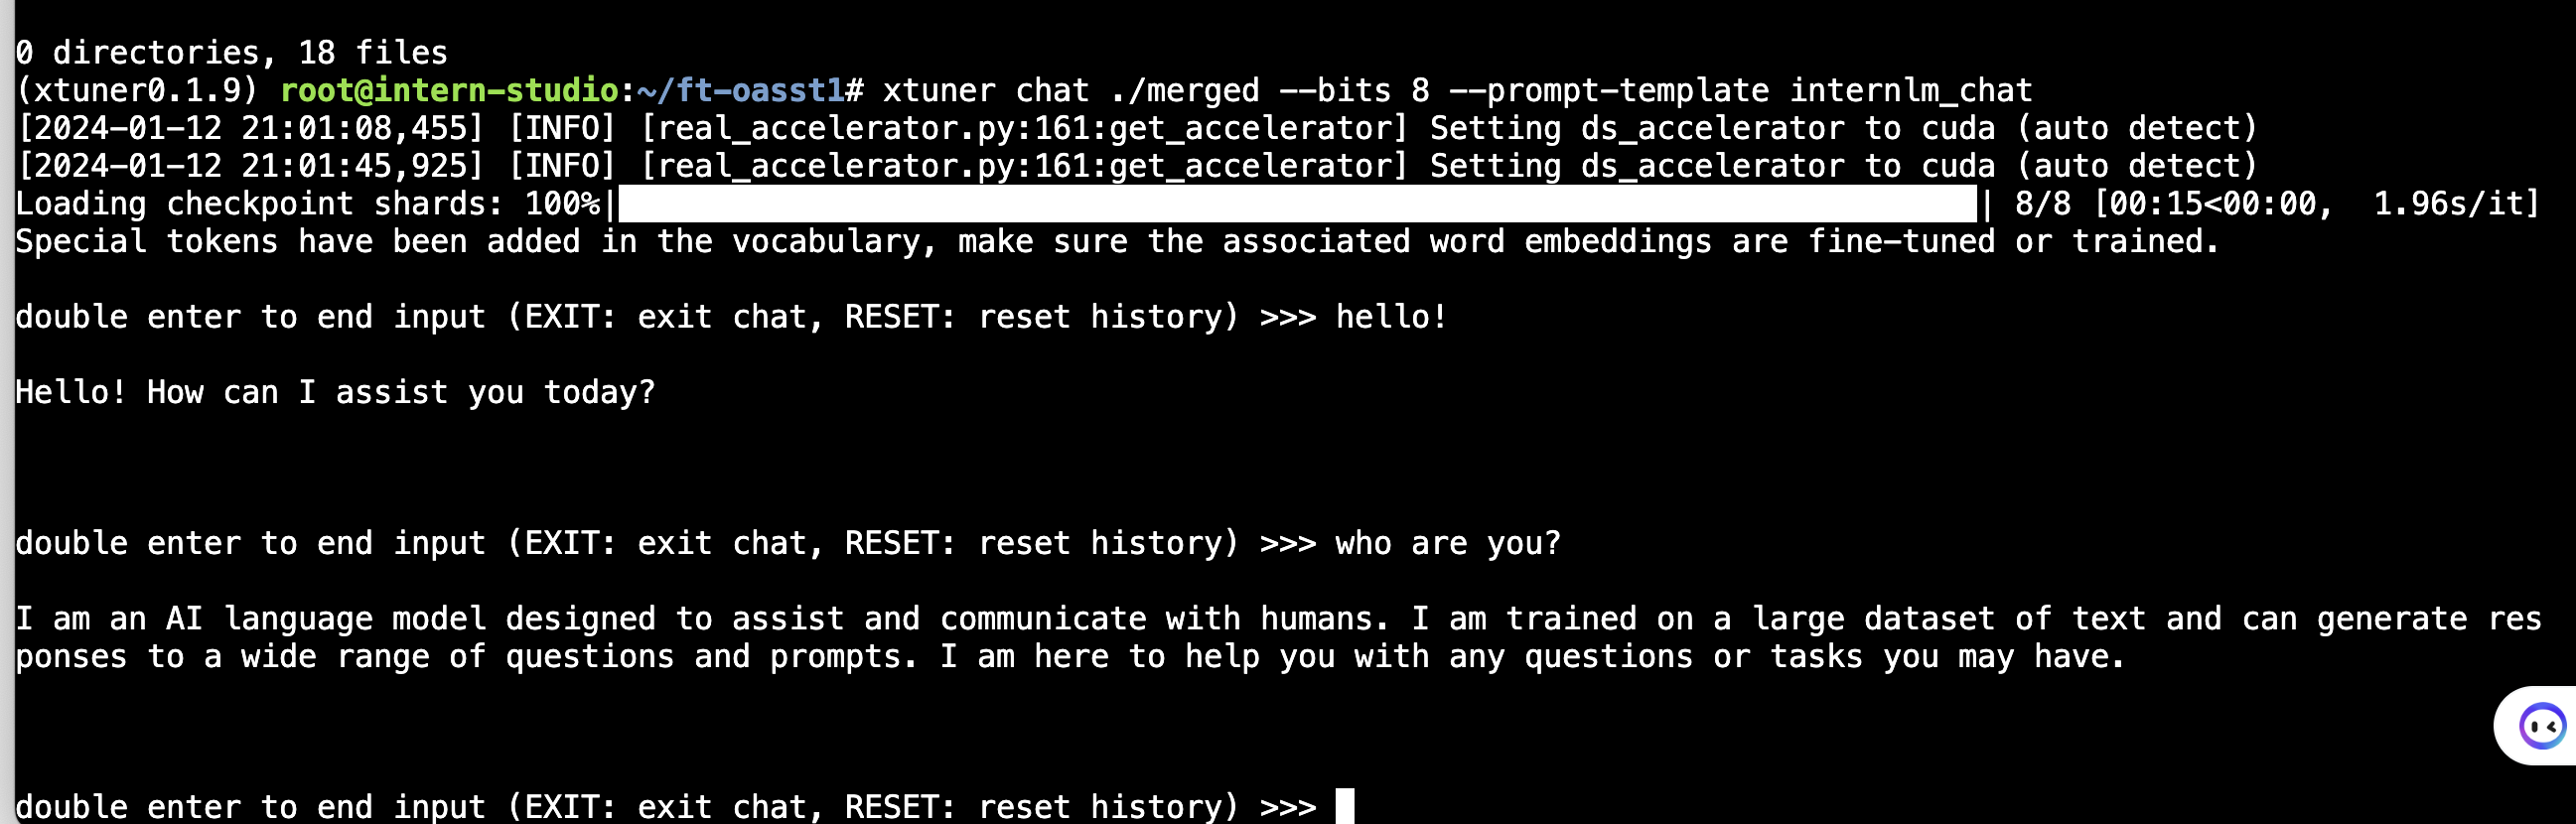 0 directories, 18 files
(xtuner0.1.9) root@intern-studio:~/ft-oasst1# xtuner chat ./merged --bits 8 --prompt-template internlm_chat
[2024-01-12 21:01:08,455] [INFO] [real_accelerator.py:161:get_accelerator] Setting ds_accelerator to cuda (auto detect)
[2024-01-12 21:01:45,925] [INFO] [real_accelerator.py:161:get_accelerator] Setting ds_accelerator to cuda (auto detect)
Loading checkpoint shards: 100%| | 8/8 [00:15<00:00,  1.96s/it]
Special tokens have been added in the vocabulary, make sure the associated word embeddings are fine-tuned or trained.
double enter to end input (EXIT: exit chat, RESET: reset history) >>> hello!
Hello! How can I assist you today?
double enter to end input (EXIT: exit chat, RESET: reset history) >>> who are you?
I am an AI language model designed to assist and communicate with humans. I am trained on a large dataset of text and can generate res
ponses to a wide range of questions and prompts. I am here to help you with any questions or tasks you may have.
double enter to end input (EXIT: exit chat, RESET: reset history) >>>